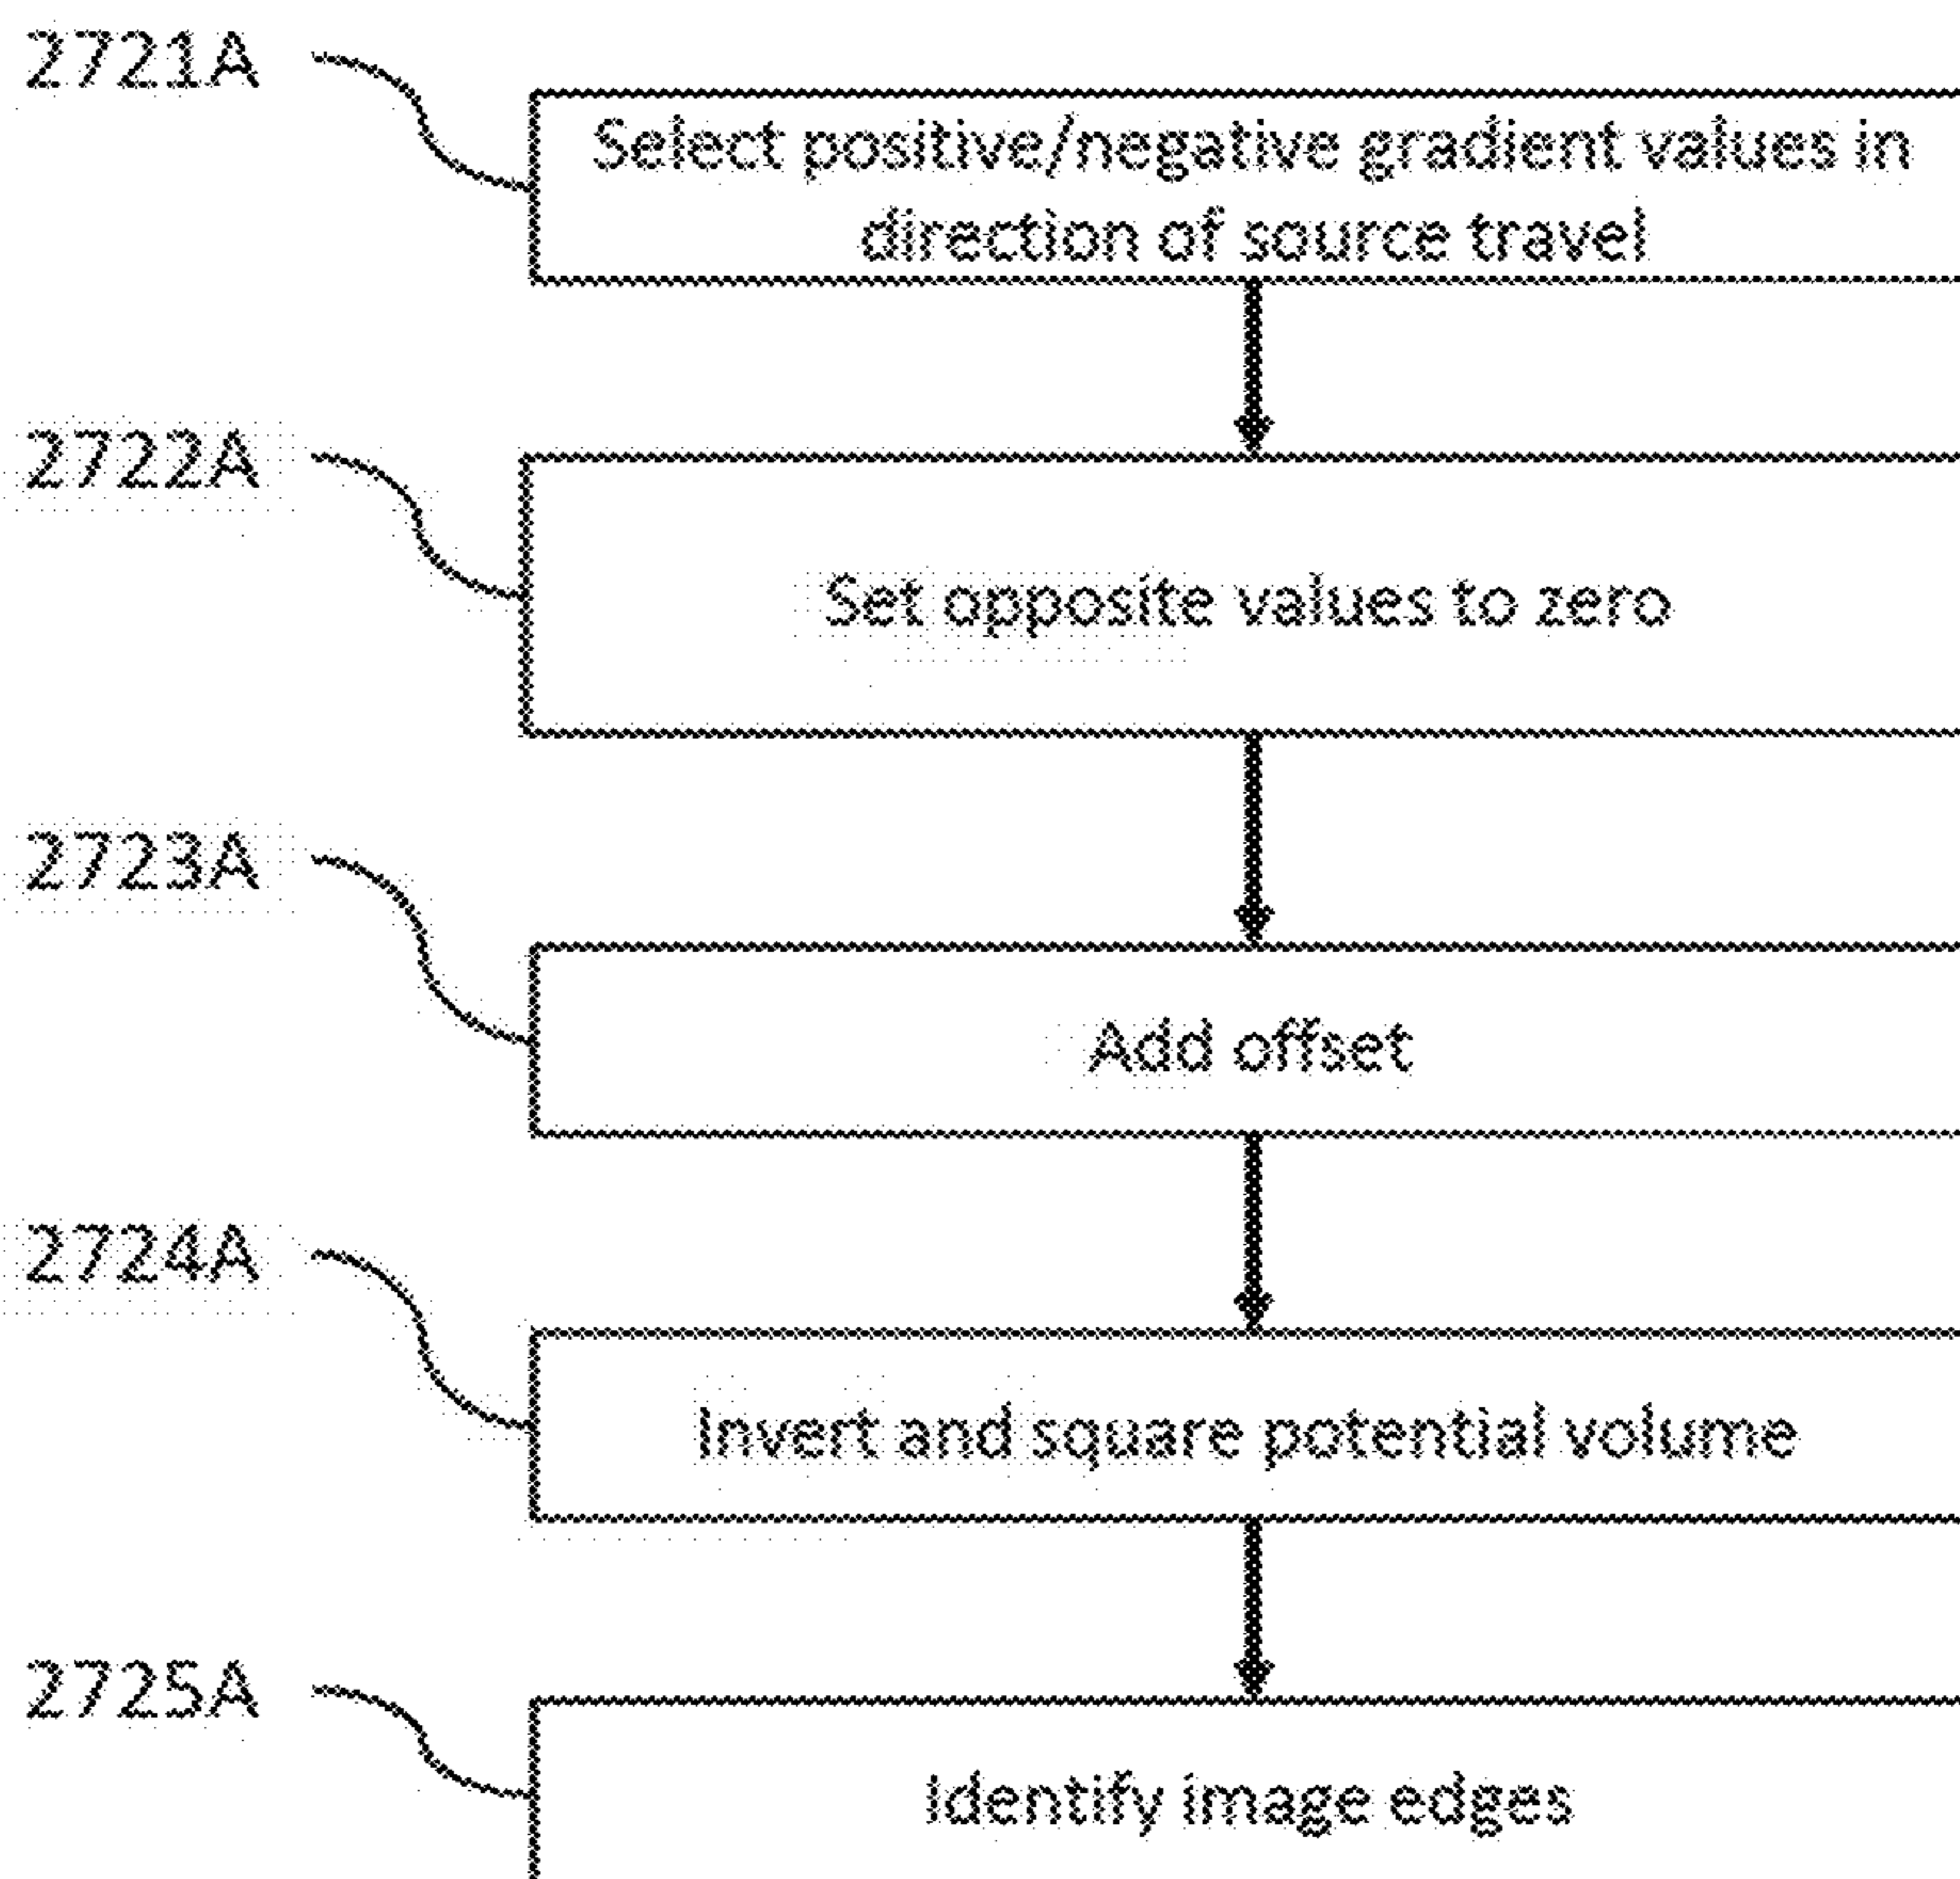 2721A
Select positive/negative gradient values in
direction of source travel
2722A
Set opposite values to zero
2723A
Add offset
2724A
Invert and square potential volume
2725A
Identify image edges